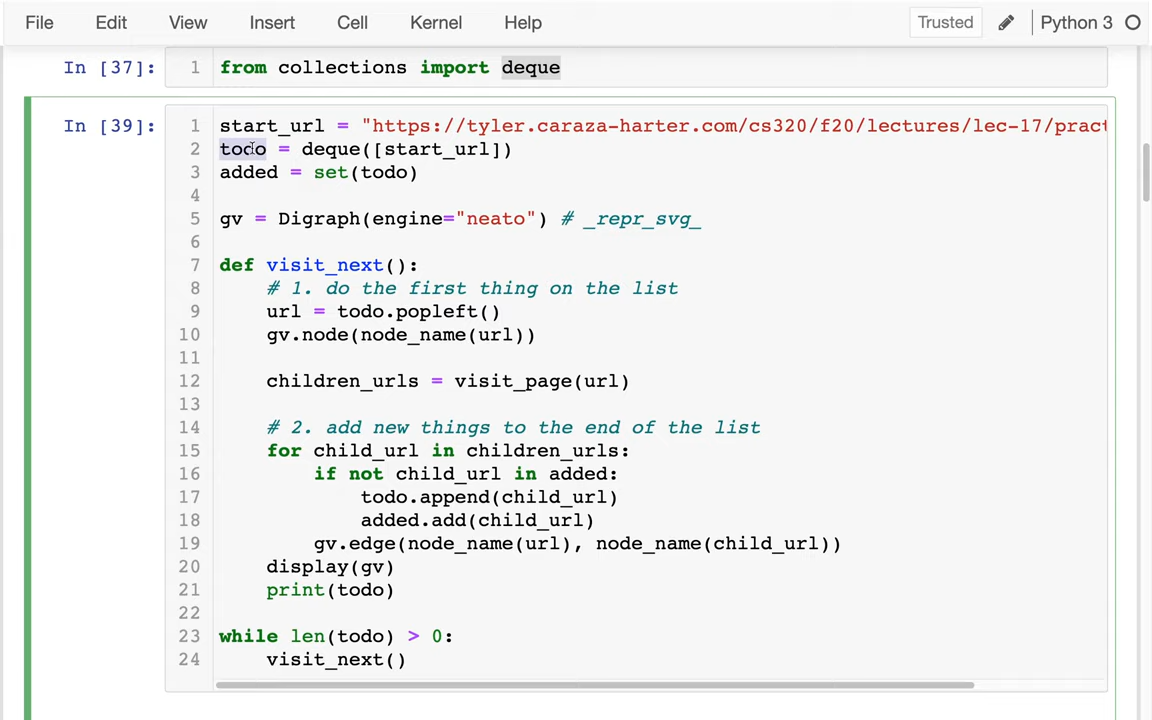 File Edit View Insert Cell Kernel Help Trusted Python 3
In [37]: 1 from collections import deque
In [39]: 1 start_url = "https://tyler.caraza-harter.com/cs320/f20/lectures/lec-17/pract
2 todo = deque([start_url])
3 added = set(todo)
4
5 gv = Digraph(engine="neato") # _repr_svg_
6
7 def visit_next():
8 # 1. do the first thing on the list
9 url = todo.popleft()
10 gv.node(node_name(url))
11
12 children_urls = visit_page(url)
13
14 # 2. add new things to the end of the list
15 for child_url in children_urls:
16 if not child_url in added:
17 todo.append(child_url)
18 added.add(child_url)
19 gv.edge(node_name(url), node_name(child_url))
20 display(gv)
21 print(todo)
22
23 while len(todo) > 0:
24 visit_next()